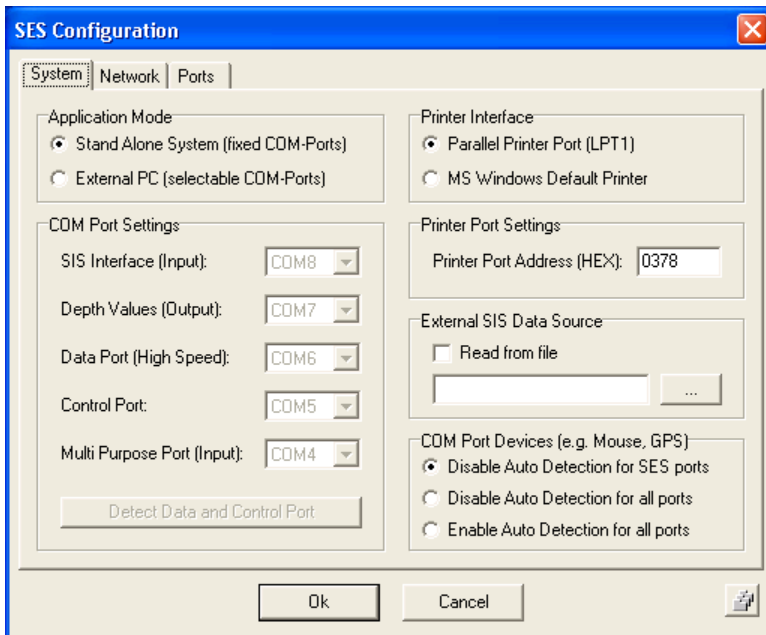 SES Configuration
System Network Ports
Application Mode
Stand Alone System (fixed COM-Ports)
External PC (selectable COM-Ports)
COM Port Settings
SIS Interface (Input): COM8
Depth Values (Output): COM7
Data Port (High Speed): COM6
Control Port: COM5
Multi Purpose Port (Input): COM4
Detect Data and Control Port
Printer Interface
Parallel Printer Port (LPT1)
MS Windows Default Printer
Printer Port Settings
Printer Port Address (HEX): 0378
External SIS Data Source
Read from file
...
COM Port Devices (e.g. Mouse, GPS)
Disable Auto Detection for SES ports
Disable Auto Detection for all ports
Enable Auto Detection for all ports
Ok Cancel